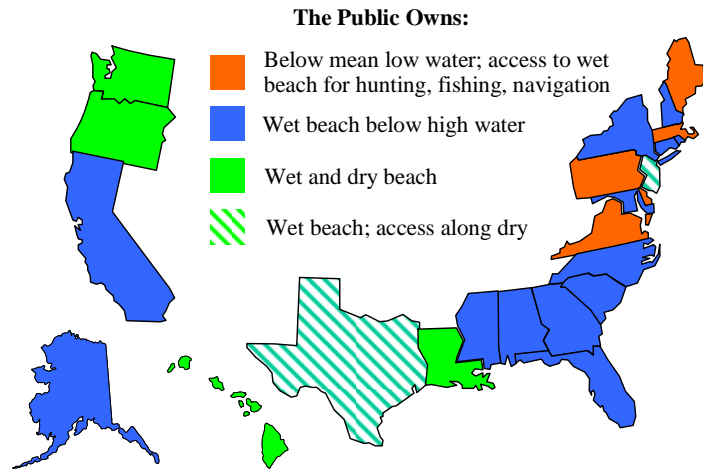 The Public Owns:
Below mean low water; access to wet
beach for hunting, fishing, navigation
Wet beach below high water
Wet and dry beach
Wet beach; access along dry